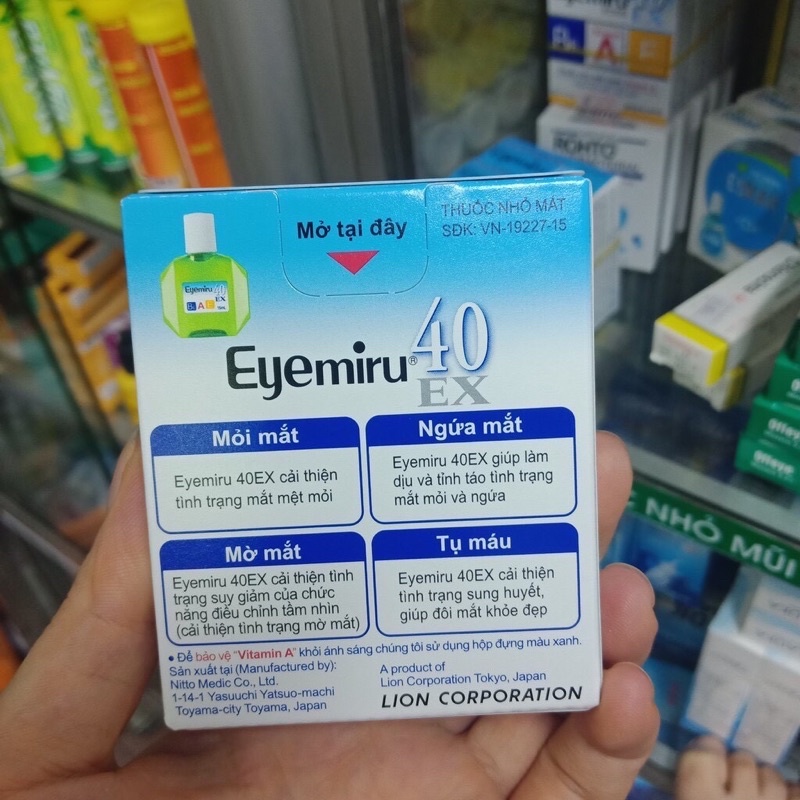 Mở tại đây
THUỐC NHỎ MẮT
SĐK: VN-19227-15
Eyemiru 40
EX
B6 A E
Eyemiru® 40
EX
Mỏi mắt
Eyemiru 40EX cải thiện
tình trạng mắt mệt mỏi
Ngứa mắt
Eyemiru 40EX giúp làm
dịu và tỉnh táo tình trạng
mắt mỏi và ngứa
Mờ mắt
Eyemiru 40EX cải thiện tình
trạng suy giảm của chức
năng điều chỉnh tầm nhìn
(cải thiện tình trạng mờ mắt)
Tụ máu
Eyemiru 40EX cải thiện
tình trạng sung huyết,
giúp đôi mắt khỏe đẹp
• Để bảo vệ "Vitamin A" khỏi ánh sáng chúng tôi sử dụng hộp đựng màu xanh.
Sản xuất tại (Manufactured by):
Nitto Medic Co., Ltd.
1-14-1 Yasuuchi Yatsuo-machi
Toyama-city Toyama, Japan
A product of
Lion Corporation Tokyo, Japan
LION CORPORATION
ROHTO
NHỎ MŨI